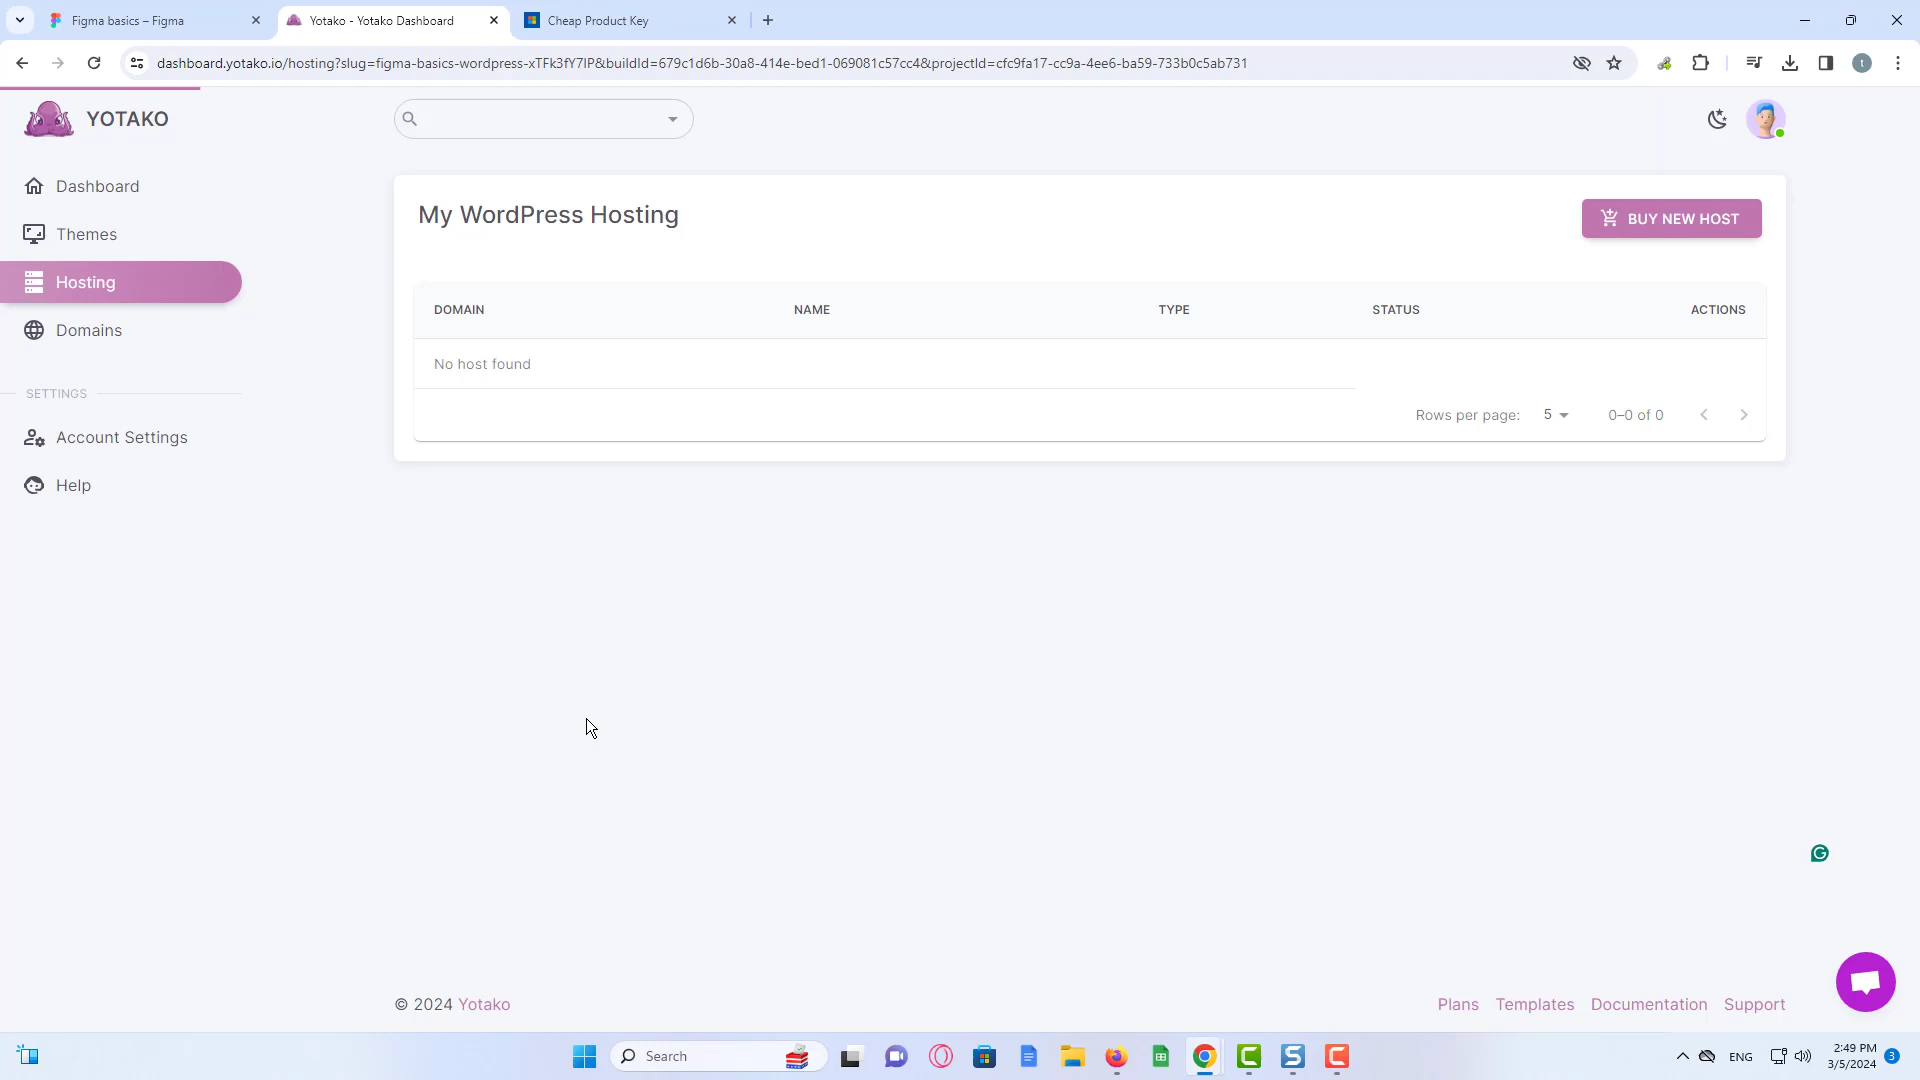 Figma basics – Figma
Yotako - Yotako Dashboard
Cheap Product Key
dashboard.yotako.io/hosting?slug=figma-basics-wordpress-xTFk3fY7lP&buildId=679c1d6b-30a8-414e-bed1-069081c57cc4&projectId=cfc9fa17-cc9a-4ee6-ba59-733b0c5ab731
t
YOTAKO
Dashboard
Themes
Hosting
Domains
SETTINGS
Account Settings
Help
My WordPress Hosting
BUY NEW HOST
DOMAIN NAME TYPE STATUS ACTIONS
No host found
Rows per page: 5 0–0 of 0
© 2024 Yotako
Plans Templates Documentation Support
Search
ENG
2:49 PM
3/5/2024
3